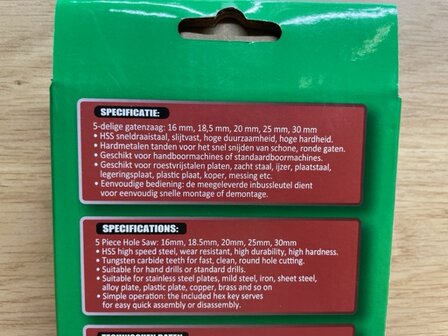 SPECIFICATIE:
5-delige gatenzaag: 16 mm, 18,5 mm, 20 mm, 25 mm, 30 mm
• HSS sneldraaistaal, slijtvast, hoge duurzaamheid, hoge hardheid.
• Hardmetalen tanden voor het snel snijden van schone, ronde gaten.
• Geschikt voor handboormachines of standaardboormachines.
• Geschikt voor roestvrijstalen platen, zacht staal, ijzer, plaatstaal,
legeringsplaat, plastic plaat, koper, messing etc.
• Eenvoudige bediening: de meegeleverde inbussleutel dient
voor eenvoudig snelle montage of demontage.
SPECIFICATIONS:
5 Piece Hole Saw: 16mm, 18.5mm, 20mm, 25mm, 30mm
• HSS high speed steel, wear resistant, high durability, high hardness.
• Tungsten carbide teeth for fast, clean, round hole cutting.
• Suitable for hand drills or standard drills.
• Suitable for stainless steel plates, mild steel, iron, sheet steel,
alloy plate, plastic plate, copper, brass and so on
• Simple operation: the included hex key serves
for easy quick assembly or disassembly.